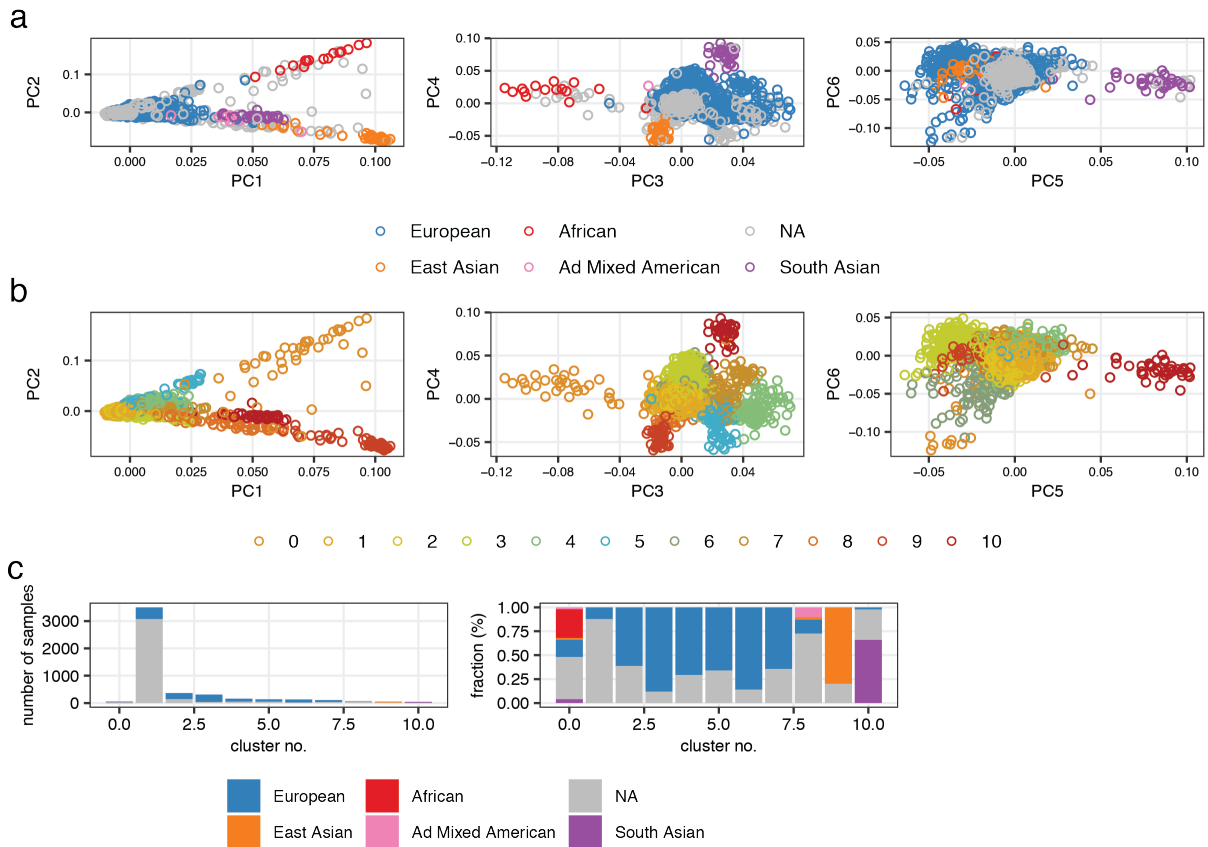 a
PC2
0.1
0.0
0.000 0.025 0.050 0.075 0.100
PC1
PC4
0.10
0.05
0.00
−0.05
−0.12 −0.08 −0.04 0.00 0.04
PC3
PC6
0.05
0.00
−0.05
−0.10
−0.05 0.00 0.05 0.10
PC5
European African NA
East Asian Ad Mixed American South Asian
b
PC2
0.1
0.0
0.000 0.025 0.050 0.075 0.100
PC1
PC4
0.10
0.05
0.00
−0.05
−0.12 −0.08 −0.04 0.00 0.04
PC3
PC6
0.05
0.00
−0.05
−0.10
−0.05 0.00 0.05 0.10
PC5
0 1 2 3 4 5 6 7 8 9 10
c
number of samples
3000
2000
1000
0
0.0 2.5 5.0 7.5 10.0
cluster no.
fraction (%)
1.00
0.75
0.50
0.25
0.00
0.0 2.5 5.0 7.5 10.0
cluster no.
European African NA
East Asian Ad Mixed American South Asian